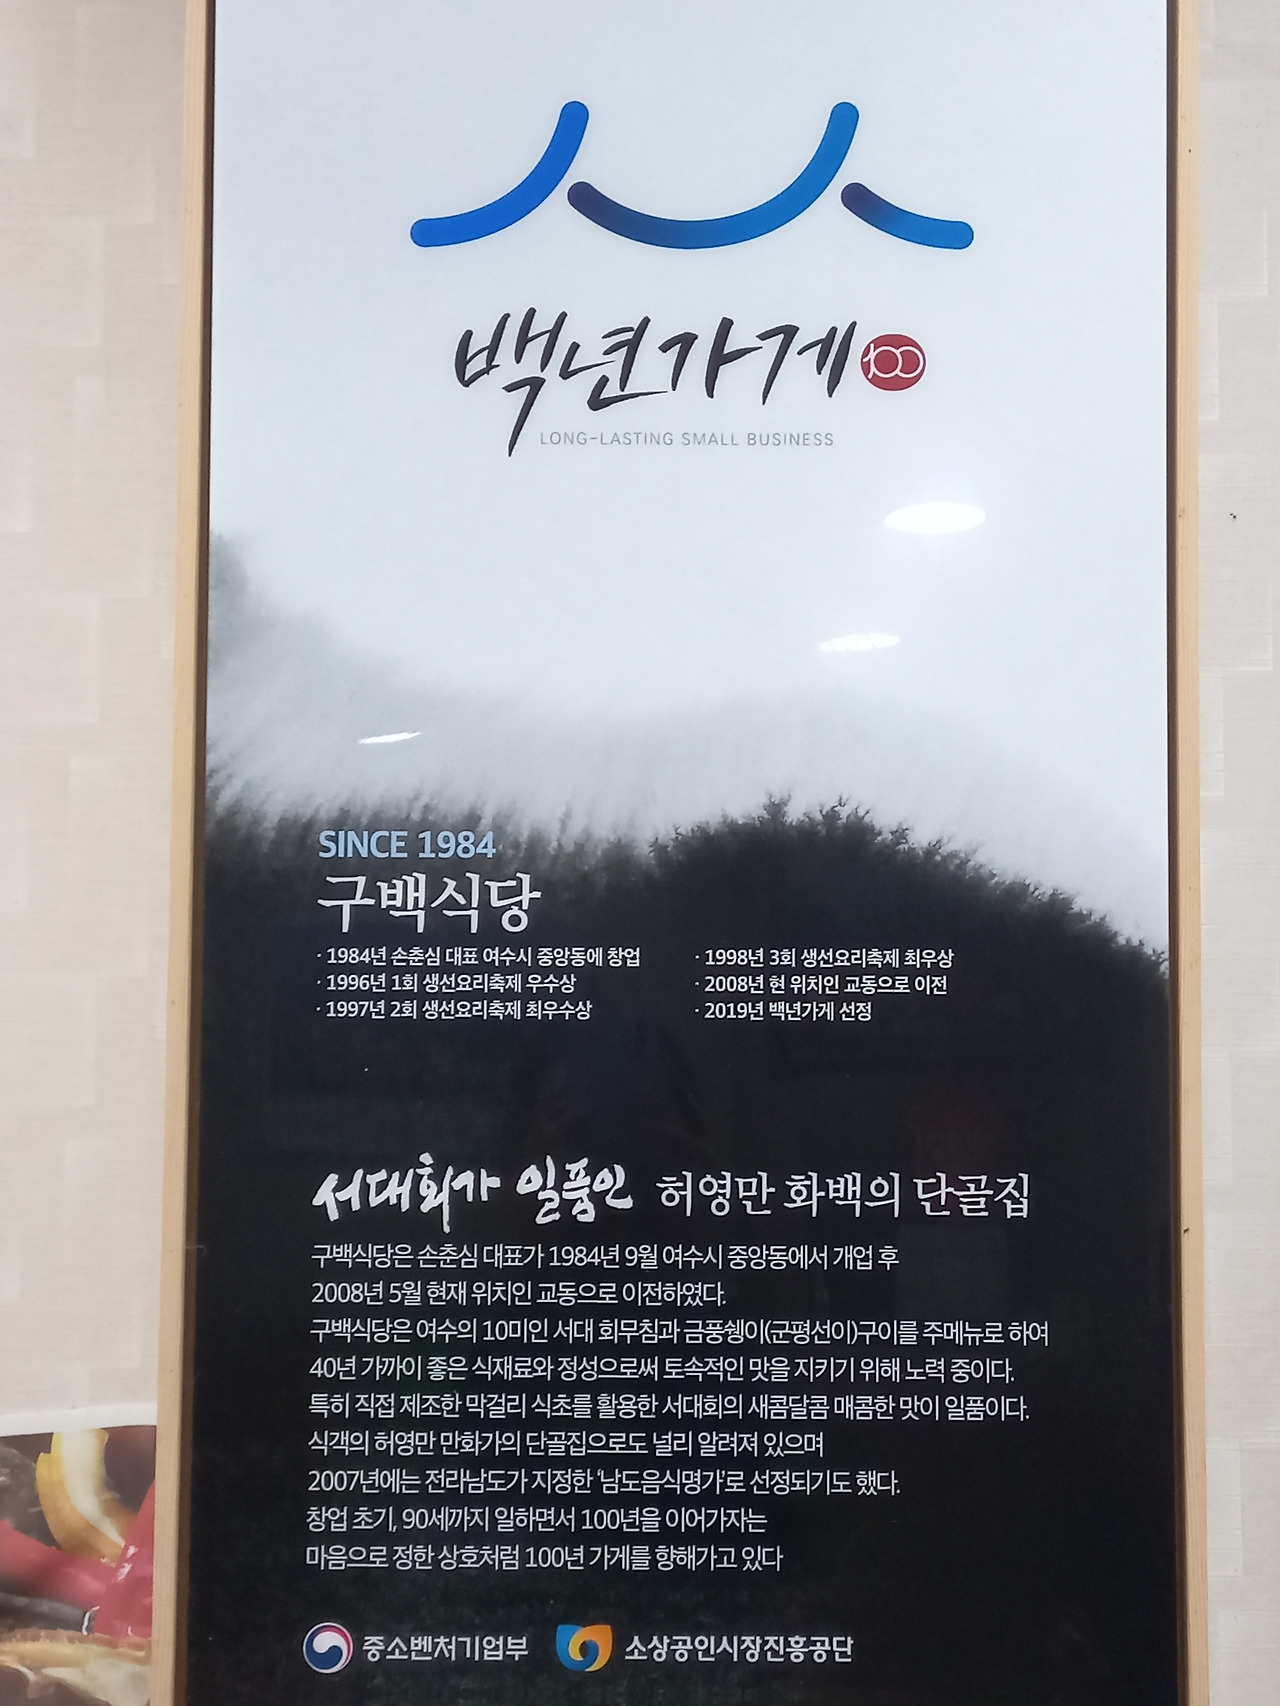 백년가게 100
LONG-LASTING SMALL BUSINESS
SINCE 1984
구백식당
· 1984년 손춘심 대표 여수시 중앙동에 창업
· 1996년 1회 생선요리축제 우수상
· 1997년 2회 생선요리축제 최우수상
· 1998년 3회 생선요리축제 최우상
· 2008년 현 위치인 교동으로 이전
· 2019년 백년가게 선정
서대회가 일품인 허영만 화백의 단골집
구백식당은 손춘심 대표가 1984년 9월 여수시 중앙동에서 개업 후
2008년 5월 현재 위치인 교동으로 이전하였다.
구백식당은 여수의 10미인 서대 회무침과 금풍쉥이(군평선이)구이를 주메뉴로 하여
40년 가까이 좋은 식재료와 정성으로써 토속적인 맛을 지키기 위해 노력 중이다.
특히 직접 제조한 막걸리 식초를 활용한 서대회의 새콤달콤 매콤한 맛이 일품이다.
식객의 허영만 만화가의 단골집으로도 널리 알려져 있으며
2007년에는 전라남도가 지정한 '남도음식명가'로 선정되기도 했다.
창업 초기, 90세까지 일하면서 100년을 이어가자는
마음으로 정한 상호처럼 100년 가게를 향해가고 있다
중소벤처기업부 소상공인시장진흥공단